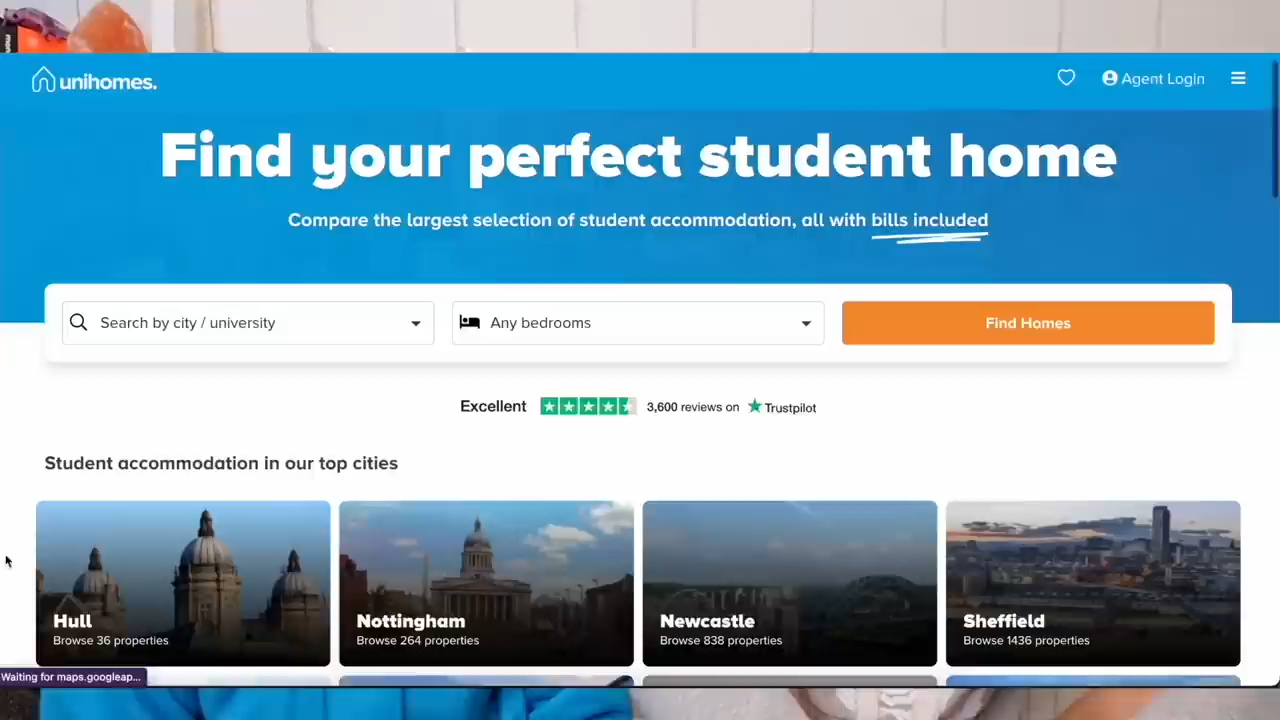 unihomes.
Agent Login
Find your perfect student home
Compare the largest selection of student accommodation, all with bills included
Search by city / university
Any bedrooms
Find Homes
Excellent
3,600 reviews on
Trustpilot
Student accommodation in our top cities
Hull
Browse 36 properties
Nottingham
Browse 264 properties
Newcastle
Browse 838 properties
Sheffield
Browse 1436 properties
Waiting for maps.googleap...